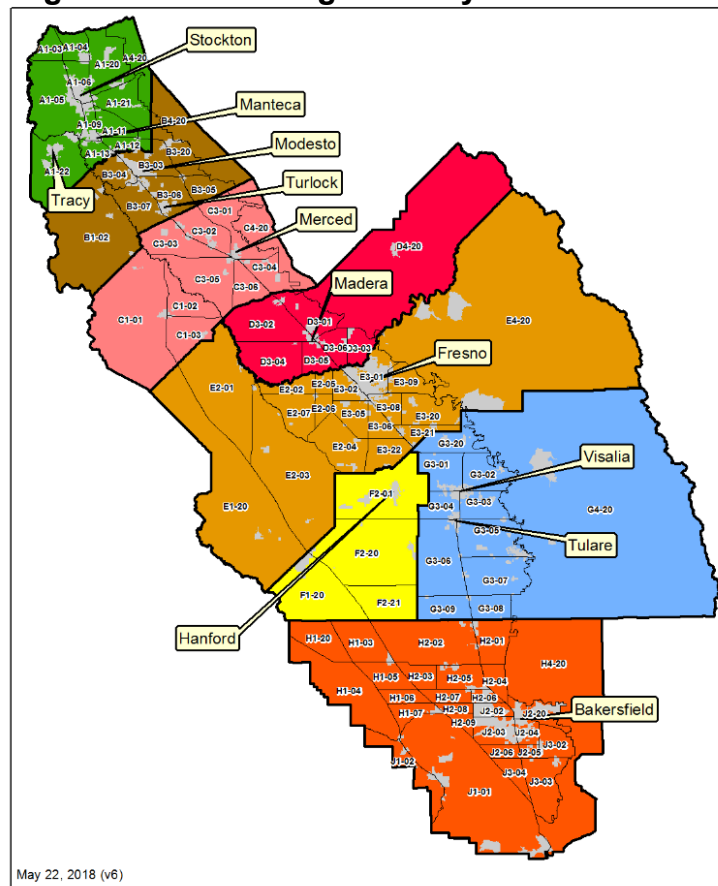 Stockton
A1-03
A1-04
A1-20
A4-20
A1-06
A1-05
A1-21
Manteca
A1-09
A1-11
B4-20
A1-13
A1-12
B3-20
Modesto
A1-22
B3-04
B3-03
Tracy
B3-06
B3-05
Turlock
B3-07
C3-01
B1-02
C3-02
C4-20
Merced
C3-03
D4-20
C3-04
C3-05
C3-06
Madera
C1-02
C1-01
D3-01
D3-02
C1-03
D3-06
D3-03
E4-20
Fresno
D3-04
D3-05
E3-01
E2-01
E2-02
E2-05
E3-02
E3-09
E2-07
E2-06
E3-05
E3-08
E3-20
E3-06
E3-21
E2-04
E3-22
G3-20
Visalia
E2-03
G3-01
G3-02
F2-01
G3-03
G3-04
G4-20
E1-20
G3-05
Tulare
F2-20
G3-06
G3-07
F1-20
F2-21
G3-09
G3-08
Hanford
H1-20
H1-03
H2-02
H2-01
H4-20
H1-05
H2-03
H2-05
H2-04
H1-04
H1-06
H2-07
H2-06
H1-07
H2-08
J2-02
J2-20
Bakersfield
H2-09
J2-03
J2-04
J3-02
J1-02
J2-06
J2-05
J3-04
J3-03
J1-01
May 22, 2018 (v6)